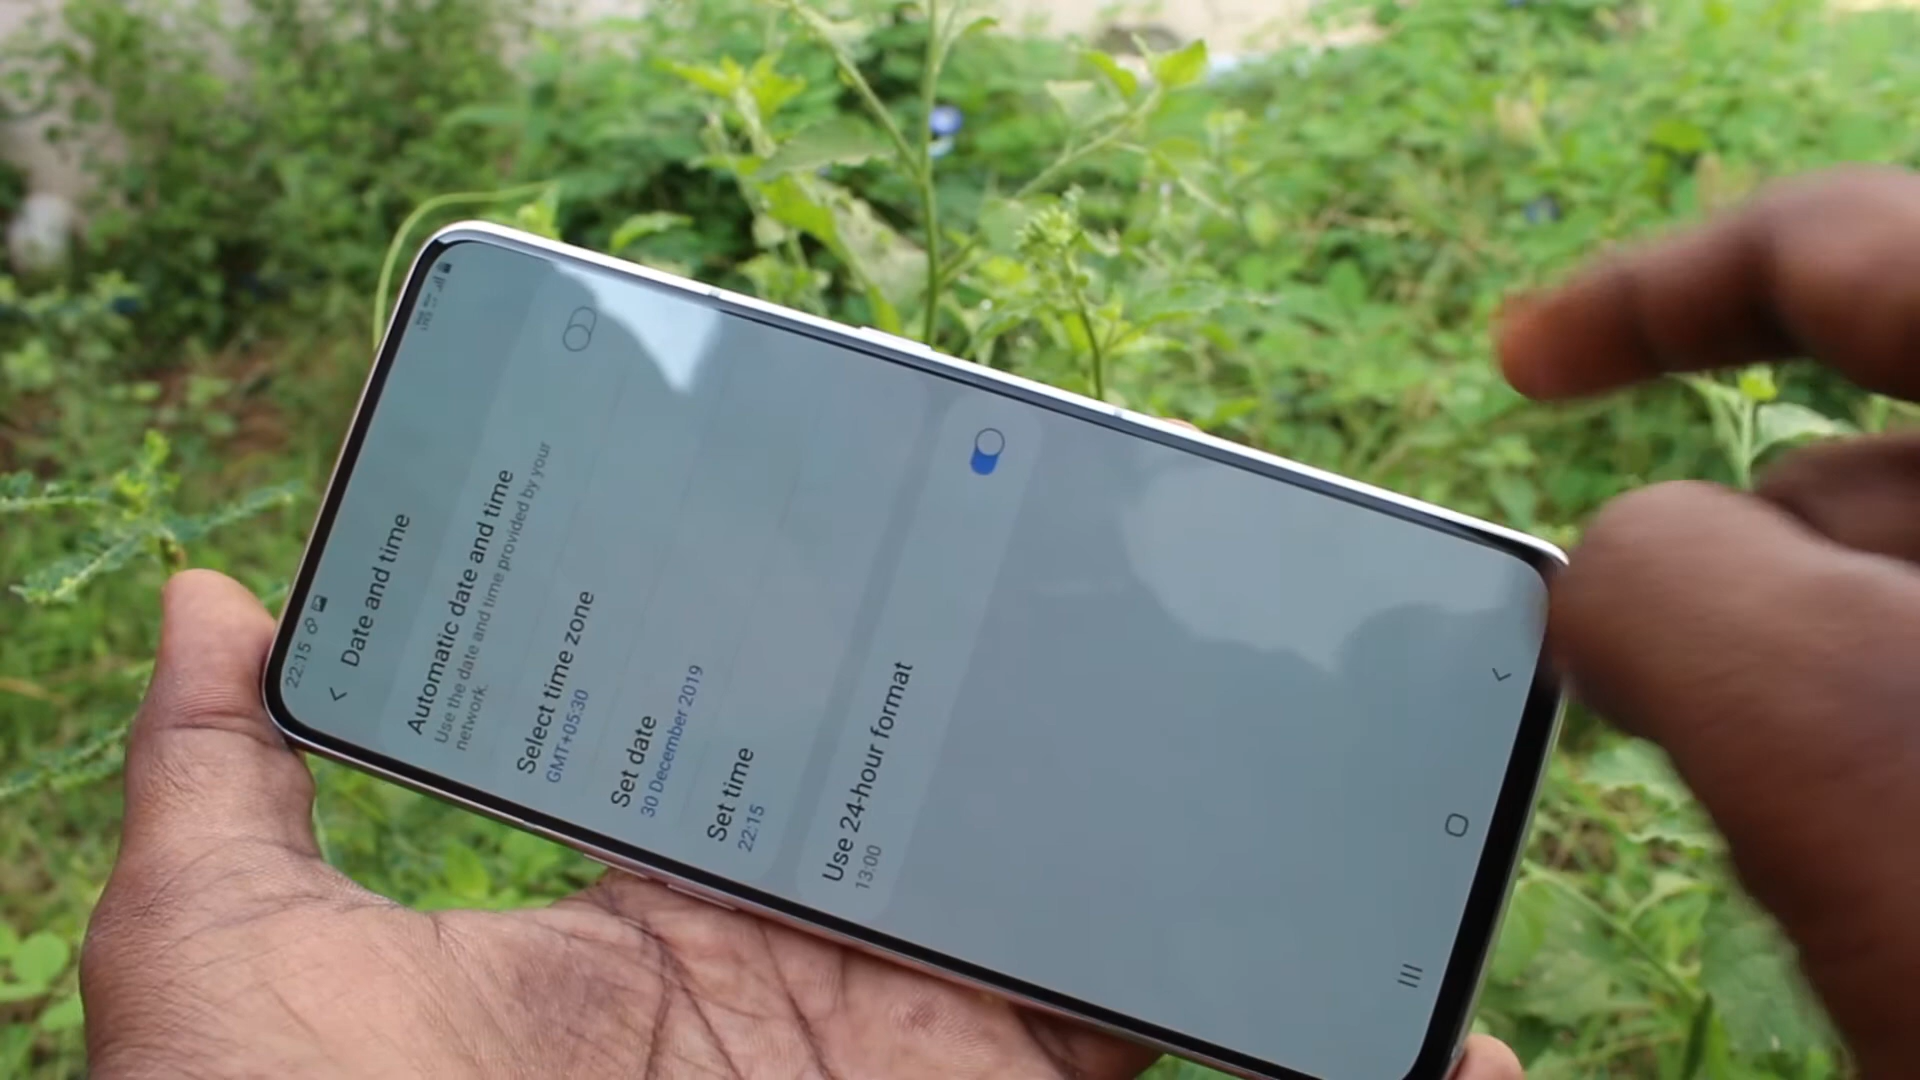 22:15
Date and time
Automatic date and time
Use the date and time provided by your
network.
Select time zone
GMT+05:30
Set date
30 December 2019
Set time
22:15
Use 24-hour format
13:00